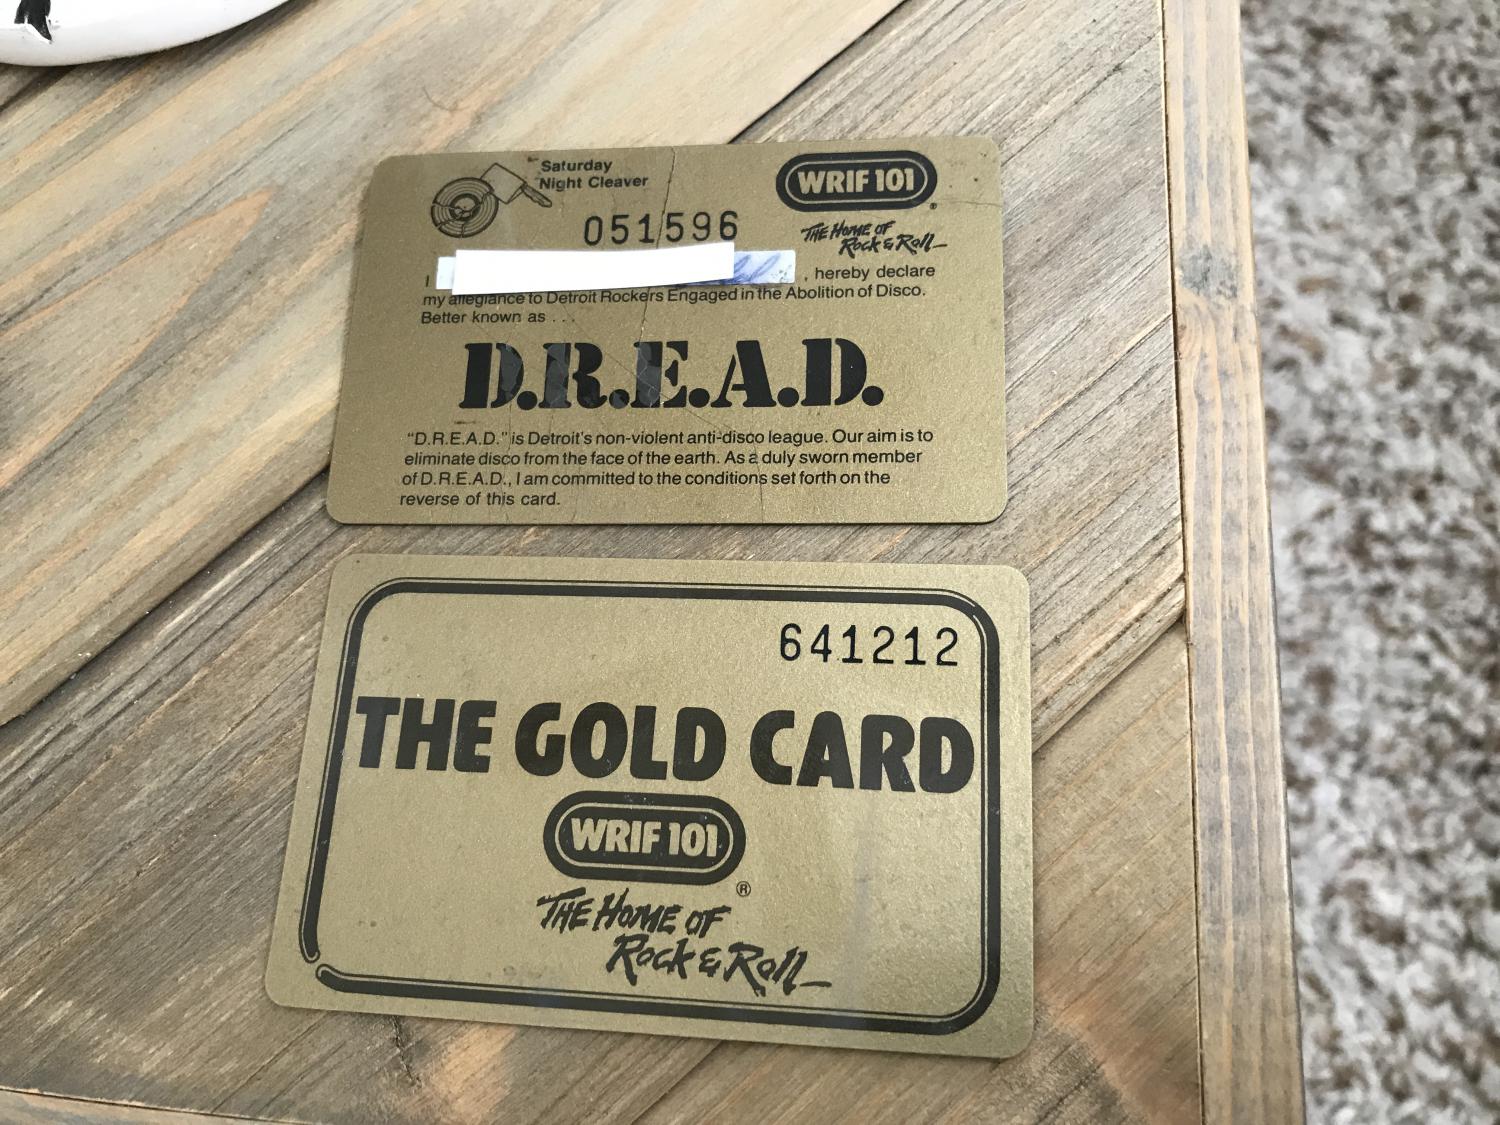 Saturday
Night Cleaver
WRIF 101
®
051596
THE HOME OF
ROCK & ROLL
I , hereby declare
my allegiance to Detroit Rockers Engaged in the Abolition of Disco.
Better known as . . .
D.R.E.A.D.
"D.R.E.A.D." is Detroit's non-violent anti-disco league. Our aim is to
eliminate disco from the face of the earth. As a duly sworn member
of D.R.E.A.D., I am committed to the conditions set forth on the
reverse of this card.
641212
THE GOLD CARD
WRIF 101
®
THE HOME OF
ROCK & ROLL